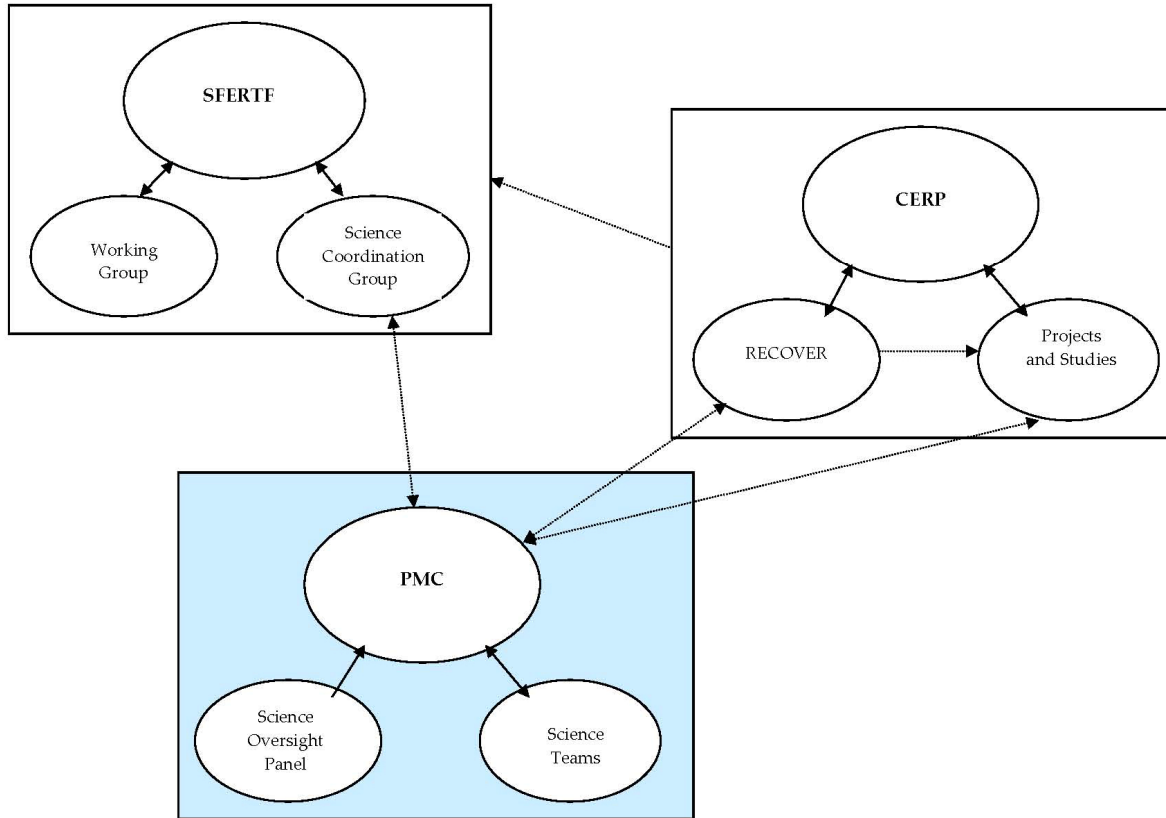 SFERTF
Working
Group
Science
Coordination
Group
CERP
RECOVER
Projects
and Studies
PMC
Science
Oversight
Panel
Science
Teams